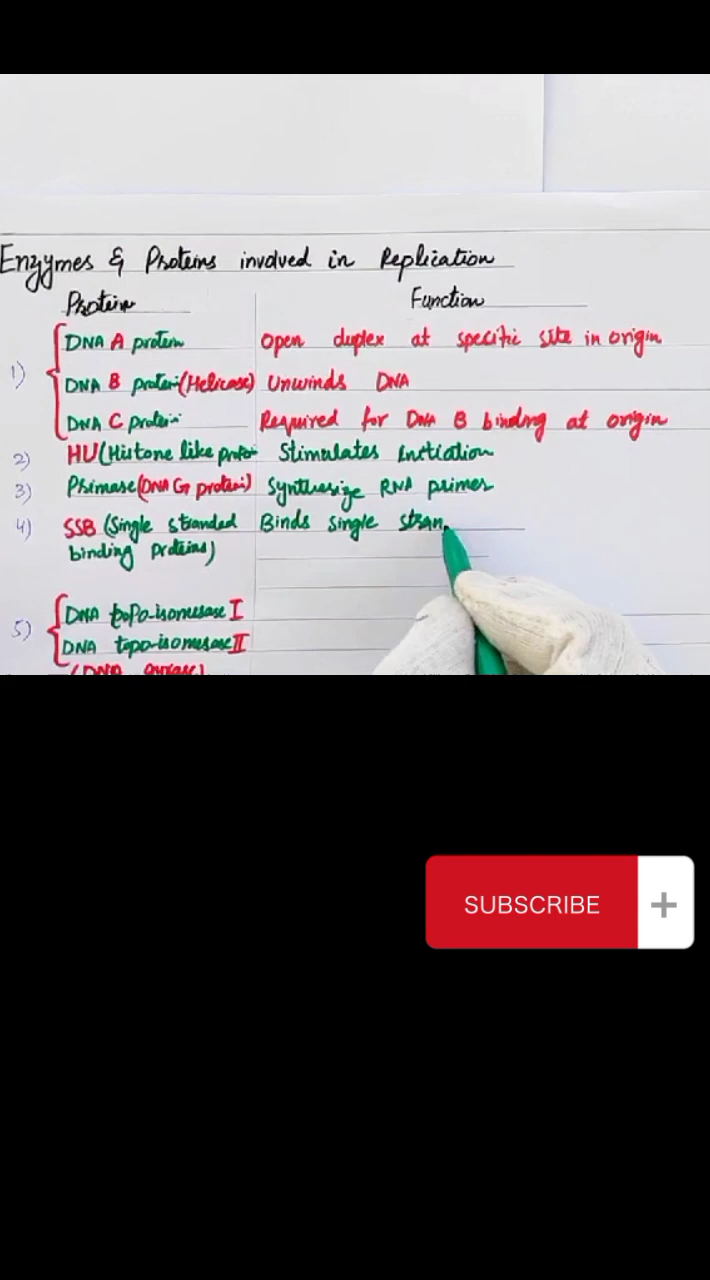 Enzymes & Proteins involved in Replication
Protein Function
1) DNA A protein Open duplex at specific site in origin
DNA B protein (Helicase) Unwinds DNA
DNA C protein Required for DNA B binding at origin
2) HU (Histone like protein Stimulates initiation
3) Primase (DNA G protein) Synthesize RNA primer
4) SSB (Single stranded Binds single stran
binding proteins)
5) DNA topo-isomerase I
DNA topo-isomerase II
SUBSCRIBE +